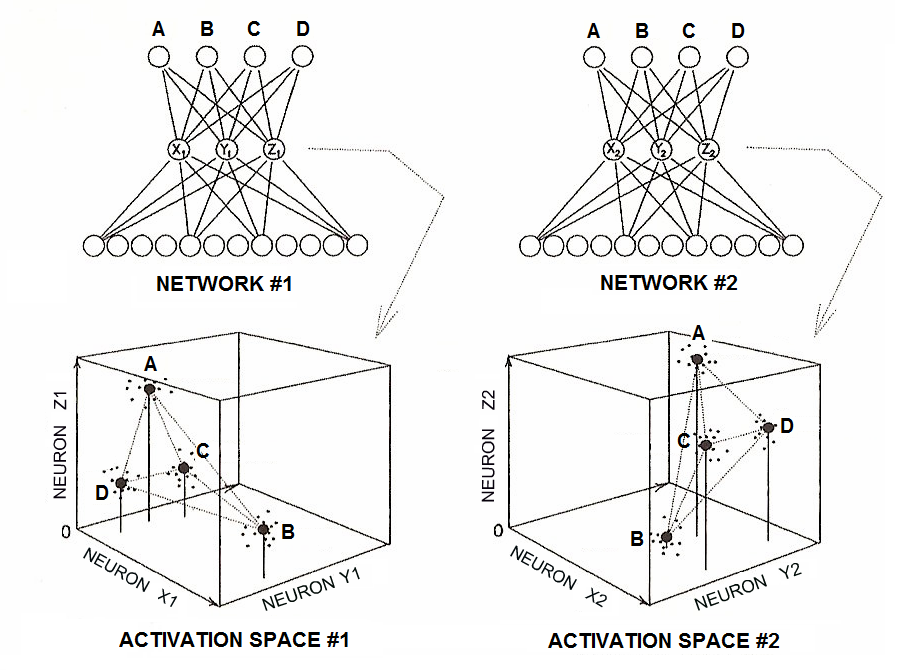 A B C D
X1 Y1 Z1
NETWORK #1
A B C D
X2 Y2 Z2
NETWORK #2
NEURON Z1
A
C
D
B
0
NEURON X1
NEURON Y1
ACTIVATION SPACE #1
NEURON Z2
A
D
C
B
0
NEURON X2
NEURON Y2
ACTIVATION SPACE #2